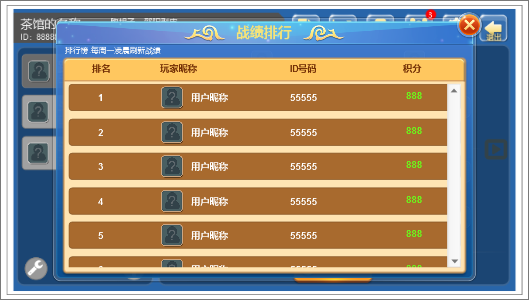 茶馆的名称
ID: 8888
3
退出
战绩排行
排行榜 每周一凌晨刷新战绩
排名 玩家昵称 ID号码 积分
1 用户昵称 55555 888
2 用户昵称 55555 888
3 用户昵称 55555 888
4 用户昵称 55555 888
5 用户昵称 55555 888